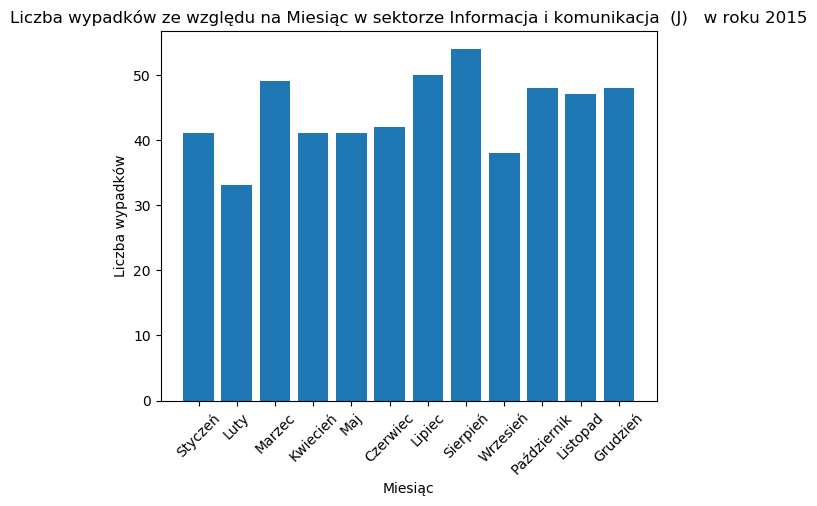 Liczba wypadków ze względu na Miesiąc w sektorze Informacja i komunikacja  (J)   w roku 2015
Liczba wypadków
50
40
30
20
10
0
Styczeń
Luty
Marzec
Kwiecień
Maj
Czerwiec
Lipiec
Sierpień
Wrzesień
Październik
Listopad
Grudzień
Miesiąc